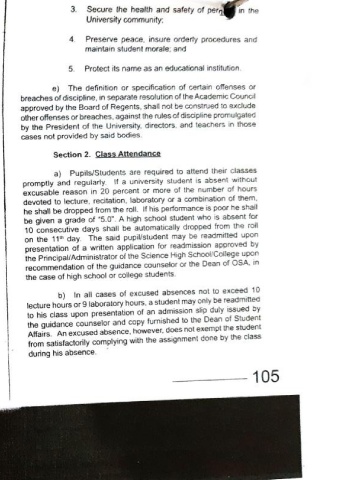 3. Secure the health and safety of in the
University community;
4. Preserve peace, insure orderly procedures and
maintain student morale; and
5. Protect its name as an educational institution.
e) The definition or specification of certain offenses or
breaches of discipline, in separate resolution of the Academic Council
approved by the Board of Regents, shall not be construed to exclude
other offenses or breaches, against the rules of discipline promulgated
by the President of the University, directors, and teachers in those
cases not provided by said bodies.
Section 2. Class Attendance
a) Pupils/Students are required to attend their classes
promptly and regularly. If a university student is absent without
excusable reason in 20 percent or more of the number of hours
devoted to lecture, recitation, laboratory or a combination of them,
he shall be dropped from the roll. If his performance is poor he shall
be given a grade of "5.0". A high school student who is absent for
10 consecutive days shall be automatically dropped from the roll
on the 11th day. The said pupil/student may be readmitted upon
presentation of a written application for readmission approved by
the Principal/Administrator of the Science High School/College upon
recommendation of the guidance counselor or the Dean of OSA, in
the case of high school or college students.
b) In all cases of excused absences not to exceed 10
lecture hours or 9 laboratory hours, a student may only be readmitted
to his class upon presentation of an admission slip duly issued by
the guidance counselor and copy furnished to the Dean of Student
Affairs. An excused absence, however, does not exempt the student
from satisfactorily complying with the assignment done by the class
during his absence.
105